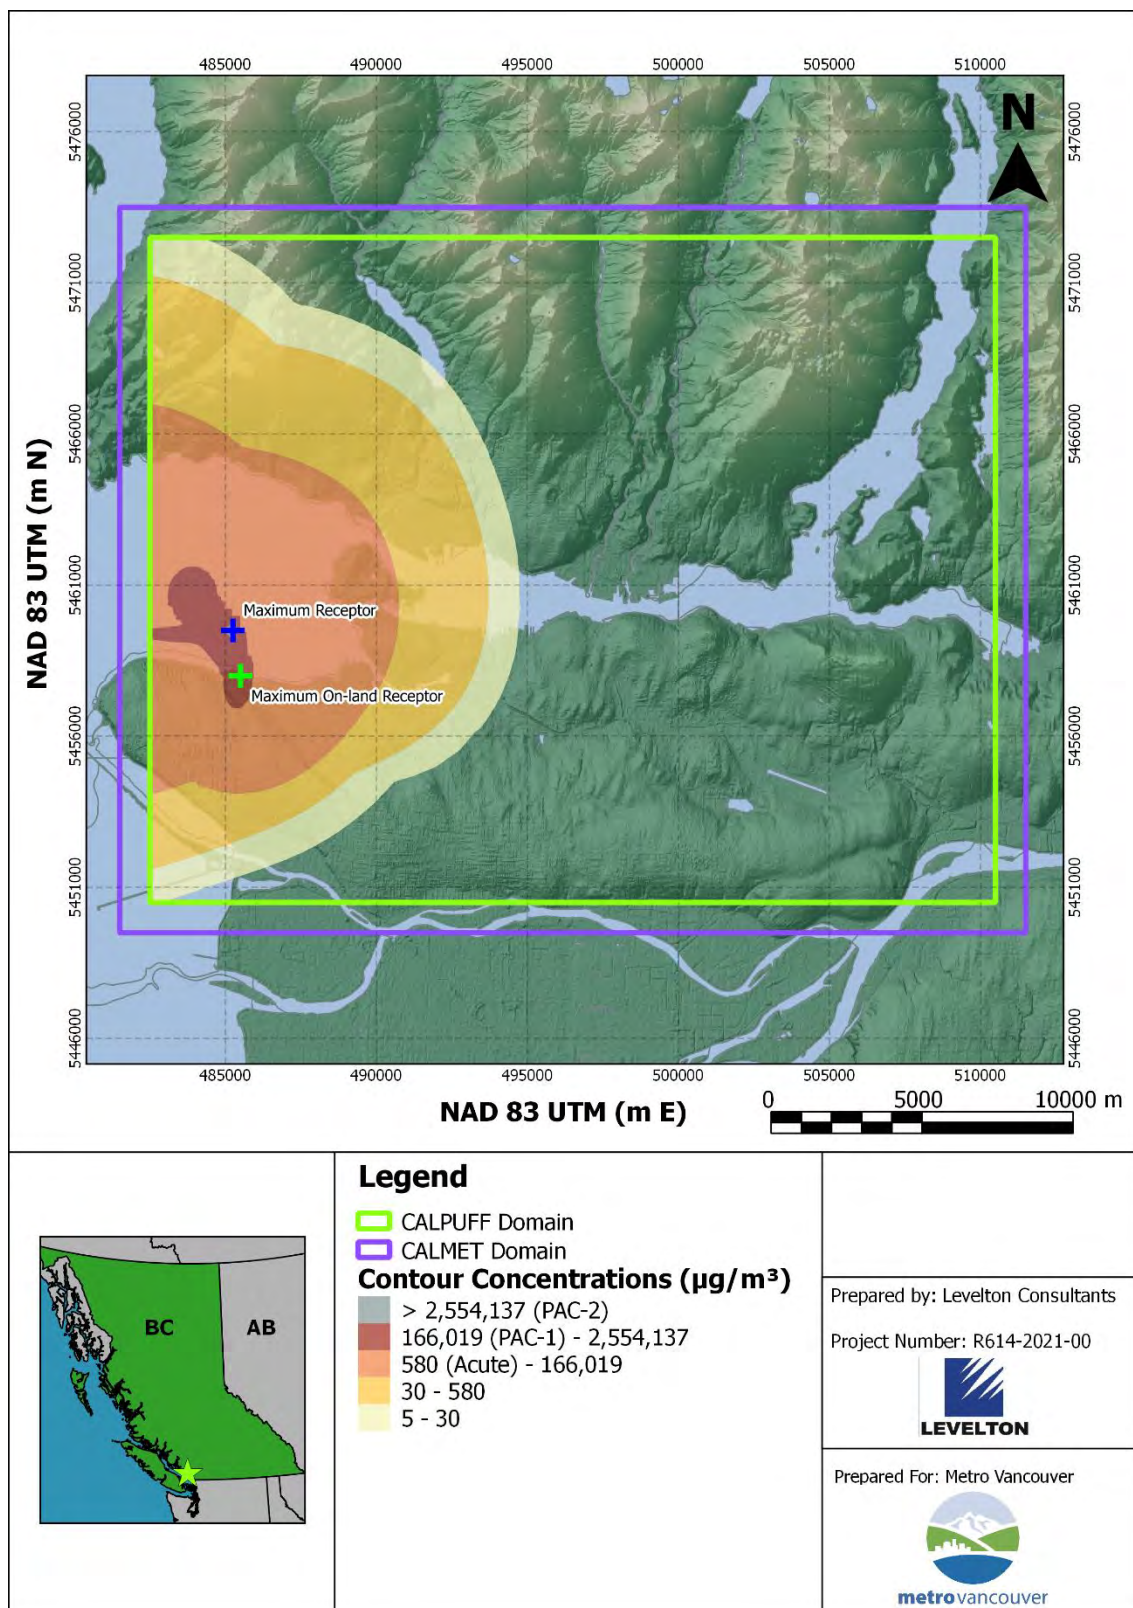 485000 490000 495000 500000 505000 510000
N
5476000 5476000
5471000 5471000
5466000 5466000
5461000 5461000
Maximum Receptor
NAD 83 UTM (m N)
Maximum On-land Receptor
5456000 5456000
5451000 5451000
5446000 5446000
485000 490000 495000 500000 505000 510000
NAD 83 UTM (m E)
0 5000 10000 m
BC AB
Legend
CALPUFF Domain
CALMET Domain
Contour Concentrations (µg/m³)
> 2,554,137 (PAC-2)
166,019 (PAC-1) - 2,554,137
580 (Acute) - 166,019
30 - 580
5 - 30
Prepared by: Levelton Consultants
Project Number: R614-2021-00
LEVELTON
Prepared For: Metro Vancouver
metrovancouver